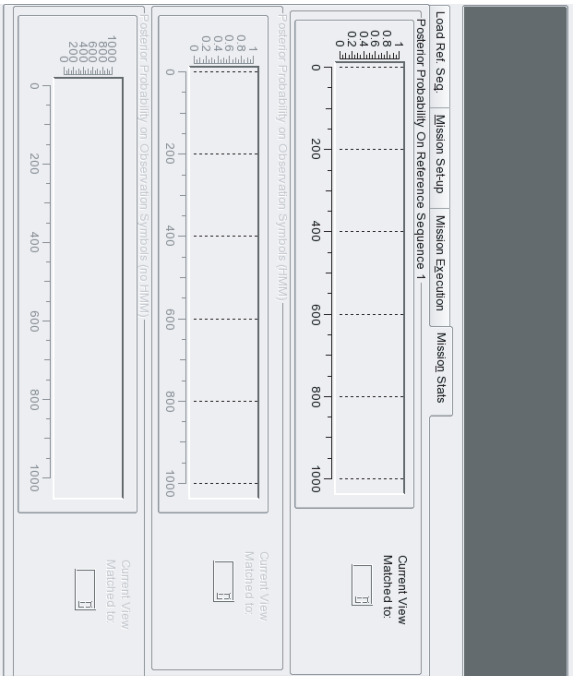 Load Ref. Seq.
Mission Set-up
Mission Execution
Mission Stats
Posterior Probability On Reference Sequence 1
1
0.8
0.6
0.4
0.2
0
0
200
400
600
800
1000
Current View
Matched to:
Posterior Probability on Observation Symbols (HMM)
1
0.8
0.6
0.4
0.2
0
0
200
400
600
800
1000
Current View
Matched to:
Posterior Probability on Observation Symbols (no HMM)
1000
800
600
400
200
0
0
200
400
600
800
1000
Current View
Matched to: